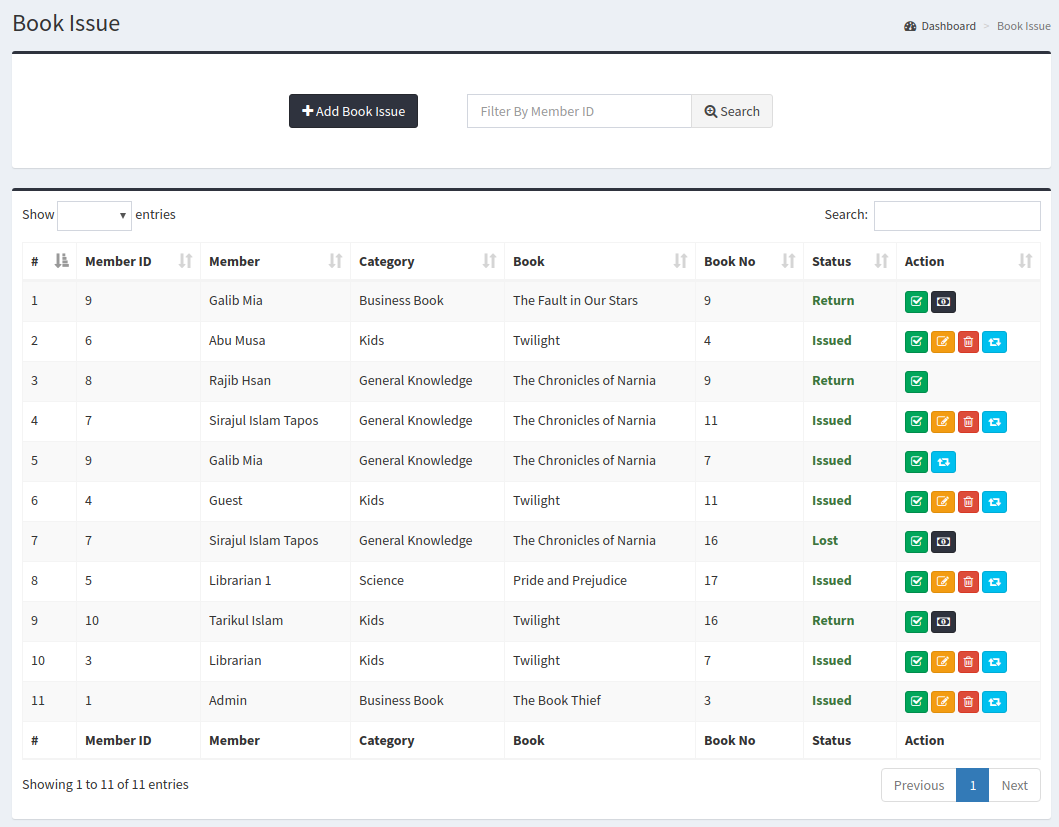 Book Issue
Dashboard > Book Issue
Add Book Issue
Filter By Member ID
Search
Show entries
Search:
# Member ID Member Category Book Book No Status Action
1 9 Galib Mia Business Book The Fault in Our Stars 9 Return
2 6 Abu Musa Kids Twilight 4 Issued
3 8 Rajib Hsan General Knowledge The Chronicles of Narnia 9 Return
4 7 Sirajul Islam Tapos General Knowledge The Chronicles of Narnia 11 Issued
5 9 Galib Mia General Knowledge The Chronicles of Narnia 7 Issued
6 4 Guest Kids Twilight 11 Issued
7 7 Sirajul Islam Tapos General Knowledge The Chronicles of Narnia 16 Lost
8 5 Librarian 1 Science Pride and Prejudice 17 Issued
9 10 Tarikul Islam Kids Twilight 16 Return
10 3 Librarian Kids Twilight 7 Issued
11 1 Admin Business Book The Book Thief 3 Issued
# Member ID Member Category Book Book No Status Action
Showing 1 to 11 of 11 entries
Previous 1 Next